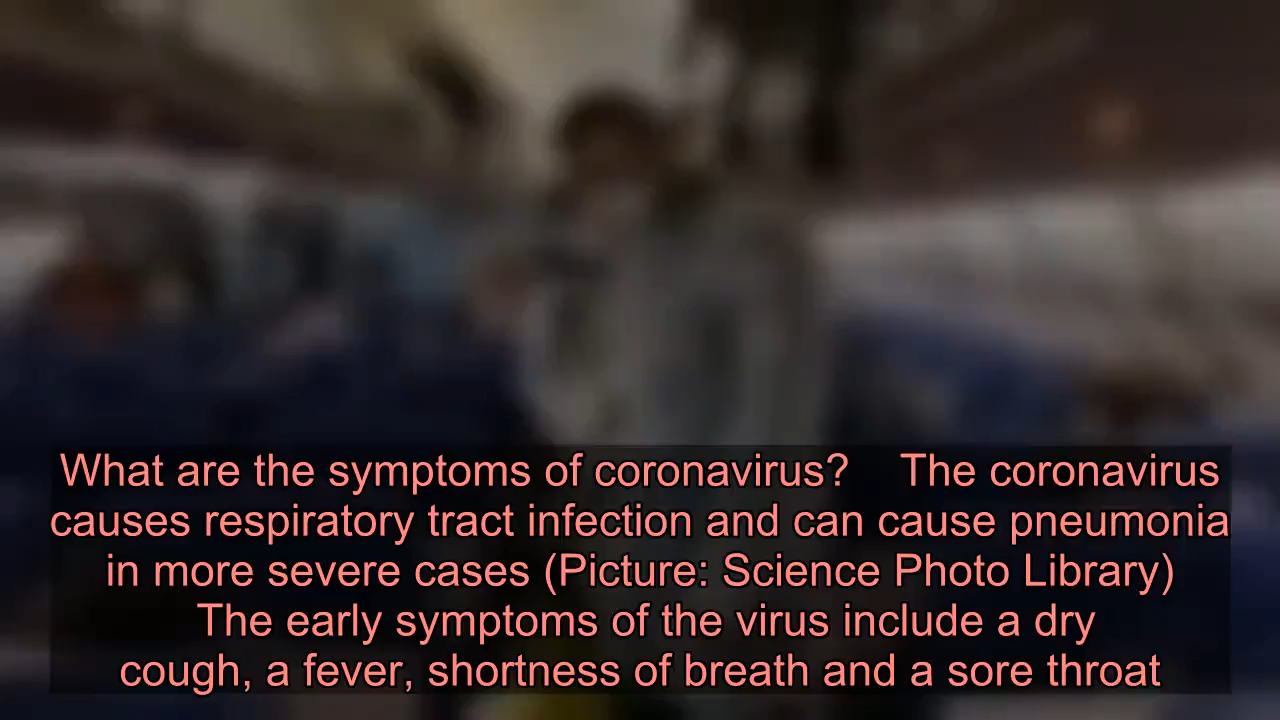 What are the symptoms of coronavirus? The coronavirus
causes respiratory tract infection and can cause pneumonia
in more severe cases (Picture: Science Photo Library)
The early symptoms of the virus include a dry
cough, a fever, shortness of breath and a sore throat